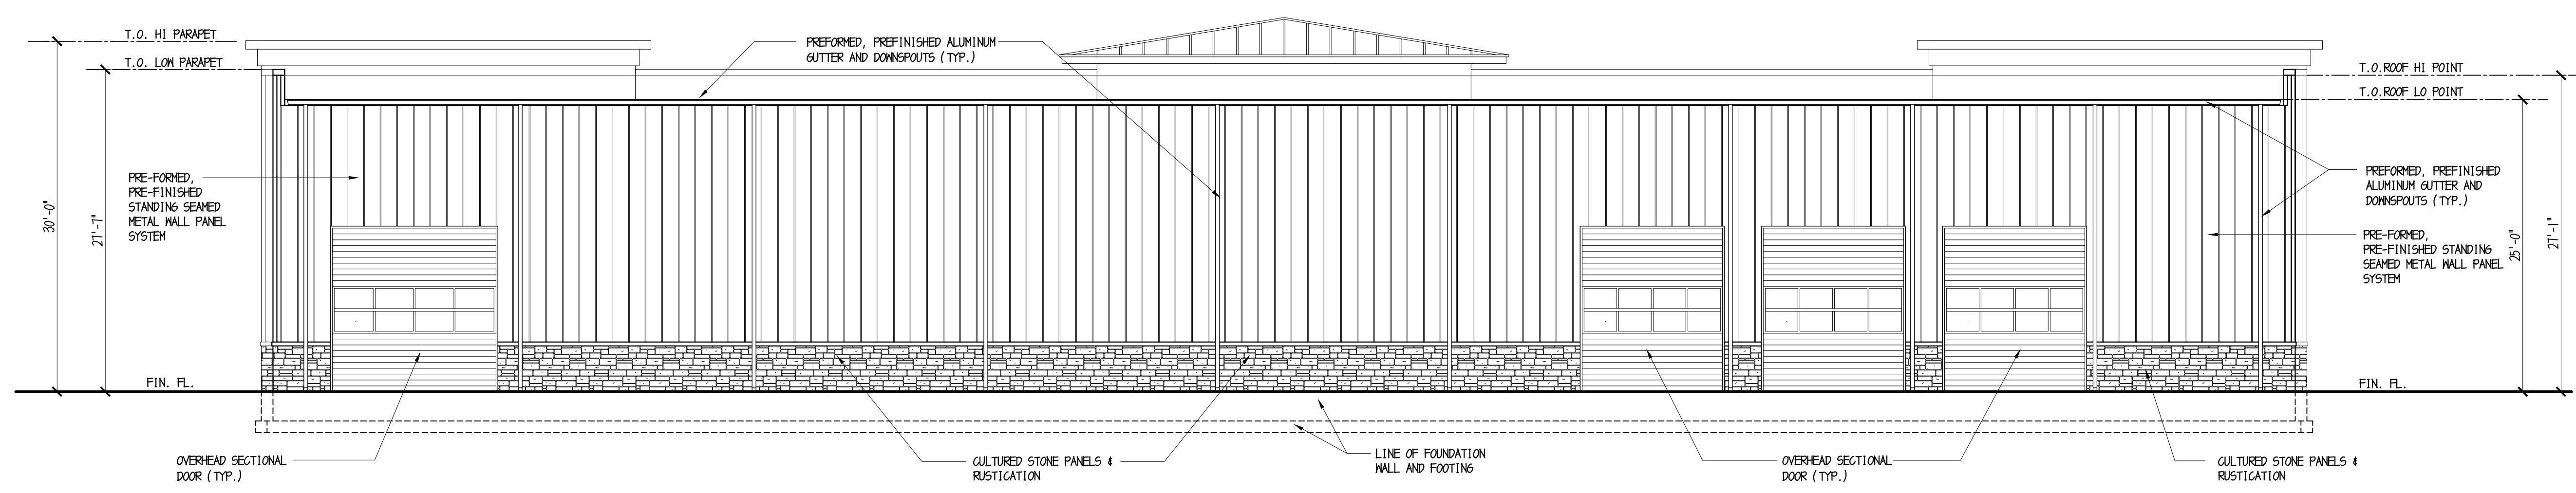 T.O. HI PARAPET
T.O. LOW PARAPET
PREFORMED, PREFINISHED ALUMINUM
GUTTER AND DOWNSPOUTS (TYP.)
T.O.ROOF HI POINT
T.O.ROOF LO POINT
30'-0"
27'-7"
PRE-FORMED,
PRE-FINISHED
STANDING SEAMED
METAL WALL PANEL
SYSTEM
PREFORMED, PREFINISHED
ALUMINUM GUTTER AND
DOWNSPOUTS (TYP.)
PRE-FORMED,
PRE-FINISHED STANDING
SEAMED METAL WALL PANEL
SYSTEM
25'-0"
27'-1"
FIN. FL.
FIN. FL.
OVERHEAD SECTIONAL
DOOR (TYP.)
CULTURED STONE PANELS &
RUSTICATION
LINE OF FOUNDATION
WALL AND FOOTING
OVERHEAD SECTIONAL
DOOR (TYP.)
CULTURED STONE PANELS &
RUSTICATION